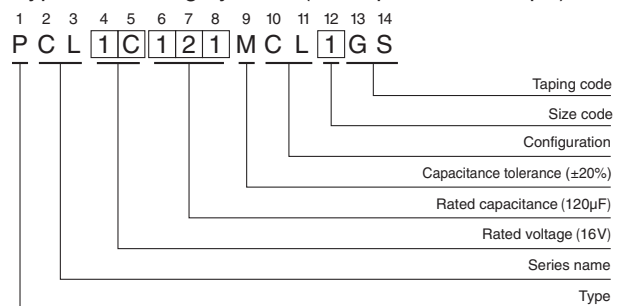 1 2 3 4 5 6 7 8 9 10 11 12 13 14
P C L 1 C 1 2 1 M C L 1 G S
Taping code
Size code
Configuration
Capacitance tolerance (±20%)
Rated capacitance (120μF)
Rated voltage (16V)
Series name
Type